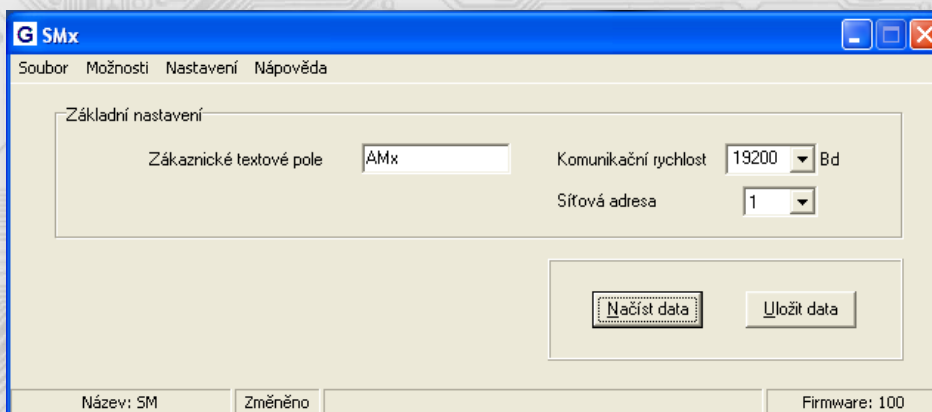 G SMx
Soubor Možnosti Nastavení Nápověda
Základní nastavení
Zákaznické textové pole AMx Komunikační rychlost 19200 Bd
Síťová adresa 1
Načíst data Uložit data
Název: SM Změněno Firmware: 100